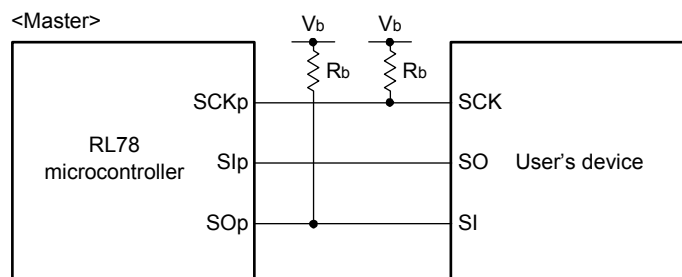 <Master>
Vb Vb
Rb Rb
SCKp SCK
RL78
microcontroller
SIp SO
User's device
SOp SI